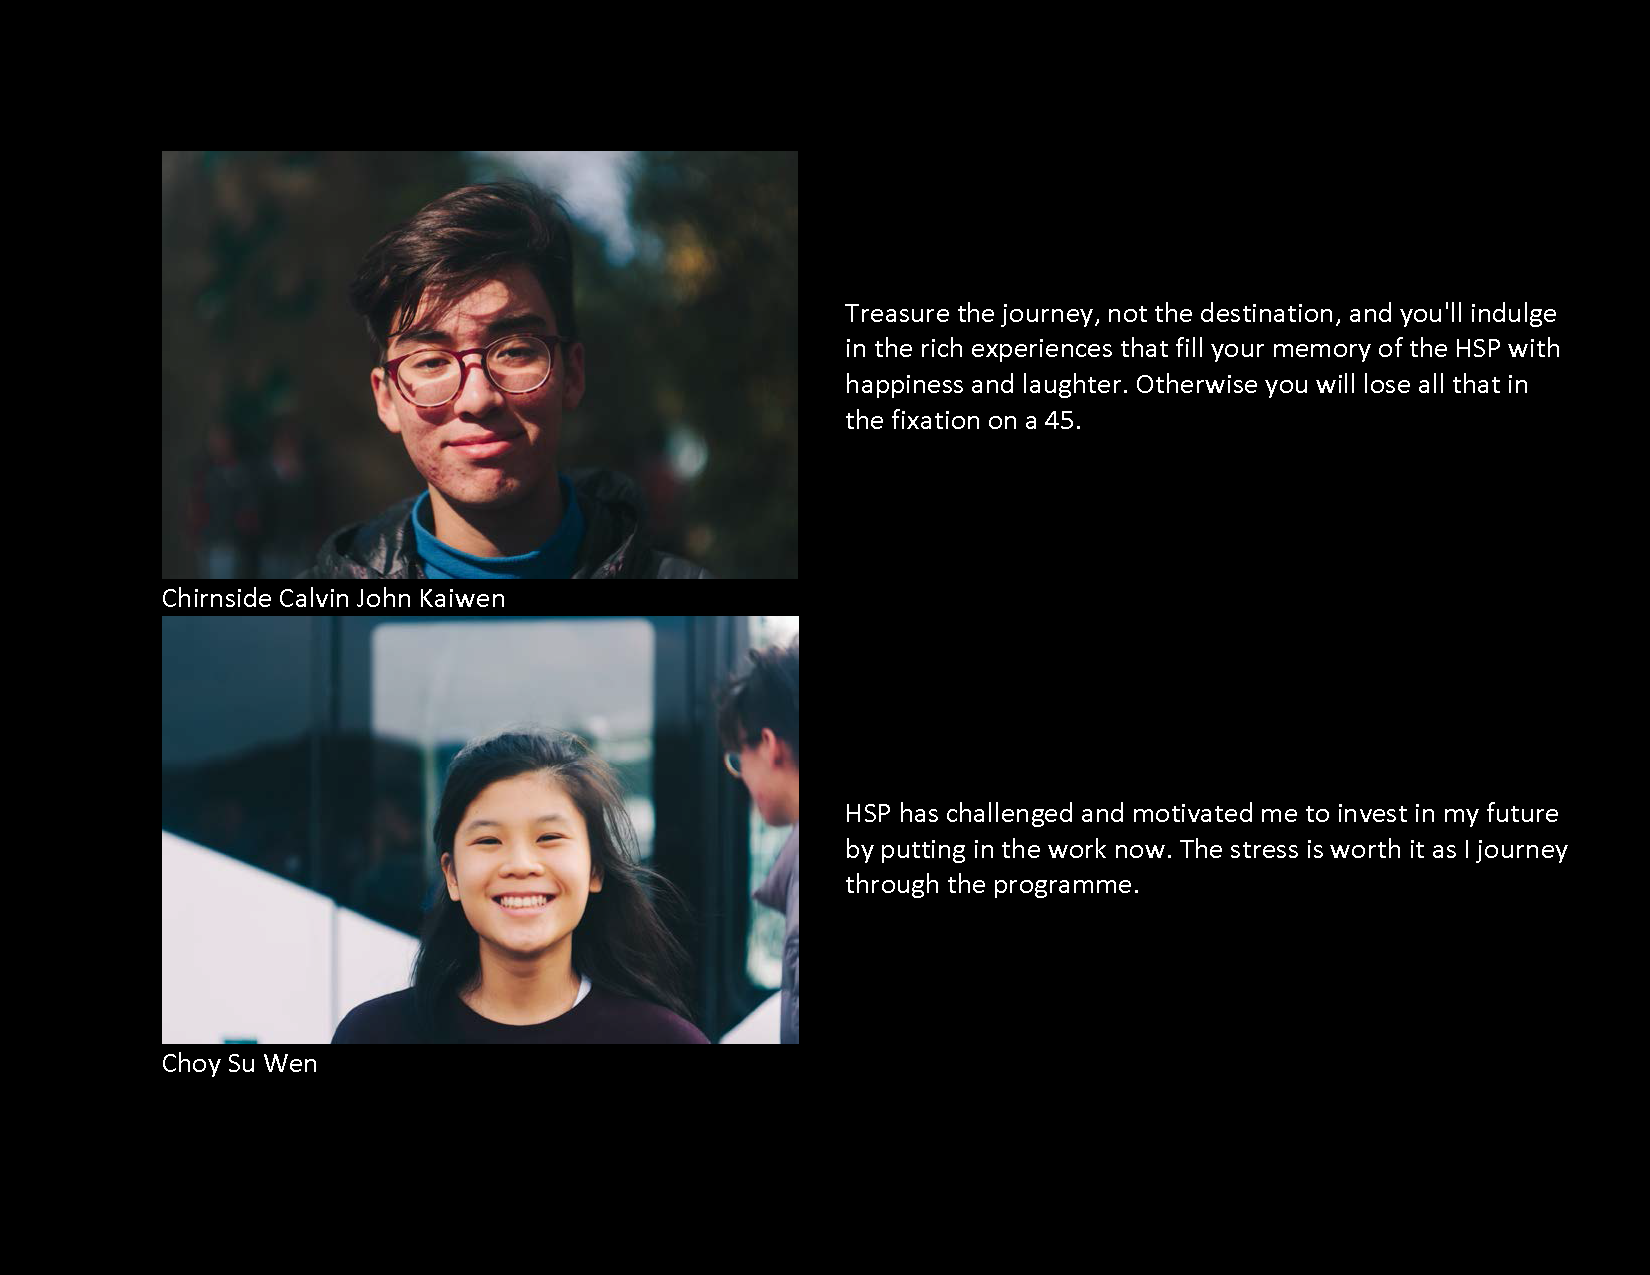 Treasure the journey, not the destination, and you'll indulge
in the rich experiences that fill your memory of the HSP with
happiness and laughter. Otherwise you will lose all that in
the fixation on a 45.
Chirnside Calvin John Kaiwen
HSP has challenged and motivated me to invest in my future
by putting in the work now. The stress is worth it as I journey
through the programme.
Choy Su Wen